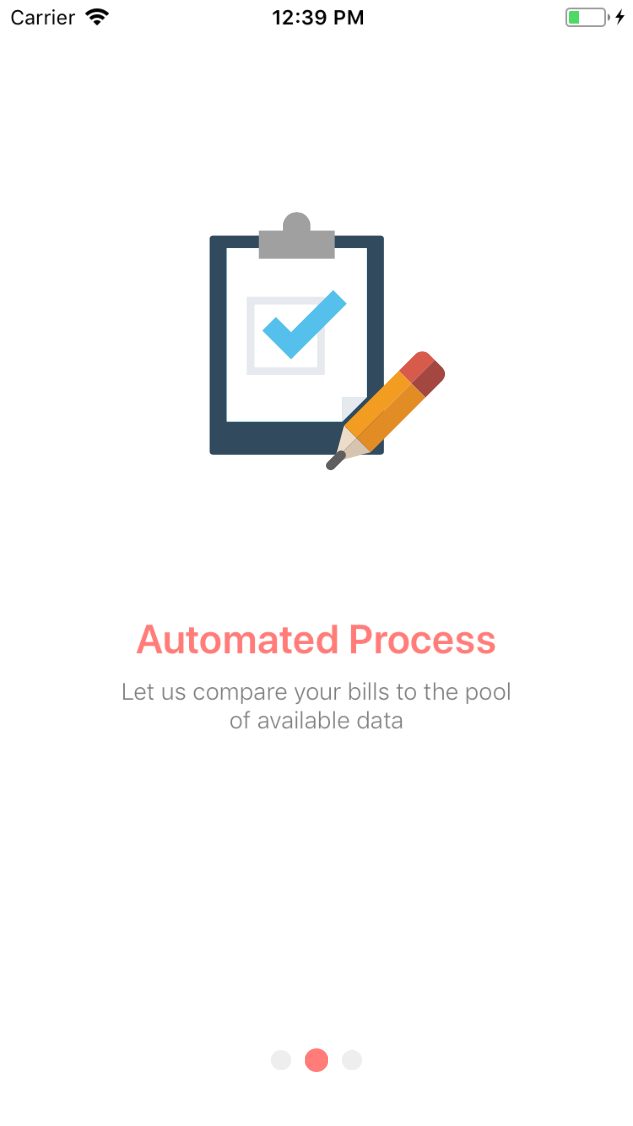 Carrier 12:39 PM
Automated Process
Let us compare your bills to the pool
of available data